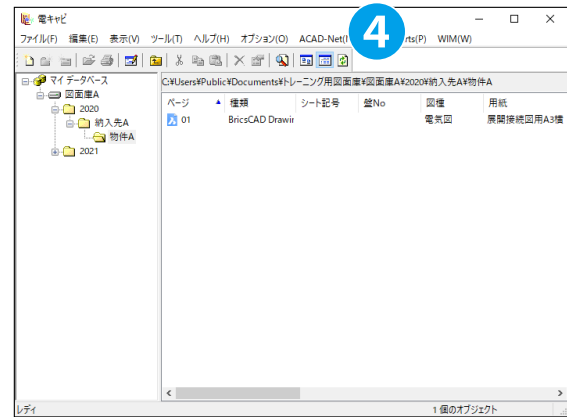 電キャビ
ファイル(F) 編集(E) 表示(V) ツール(T) ヘルプ(H) オプション(O) ACAD-Net( 4 rts(P) WIM(W)
マイ データベース
図面庫A
2020
納入先A
物件A
2021
C:¥Users¥Public¥Documents¥トレーニング用図面庫¥図面庫A¥2020¥納入先A¥物件A
ページ 種類 シート記号 盤No 図種 用紙
01 BricsCAD Drawir 電気図 展開接続図用A3横
レディ 1 個のオブジェクト